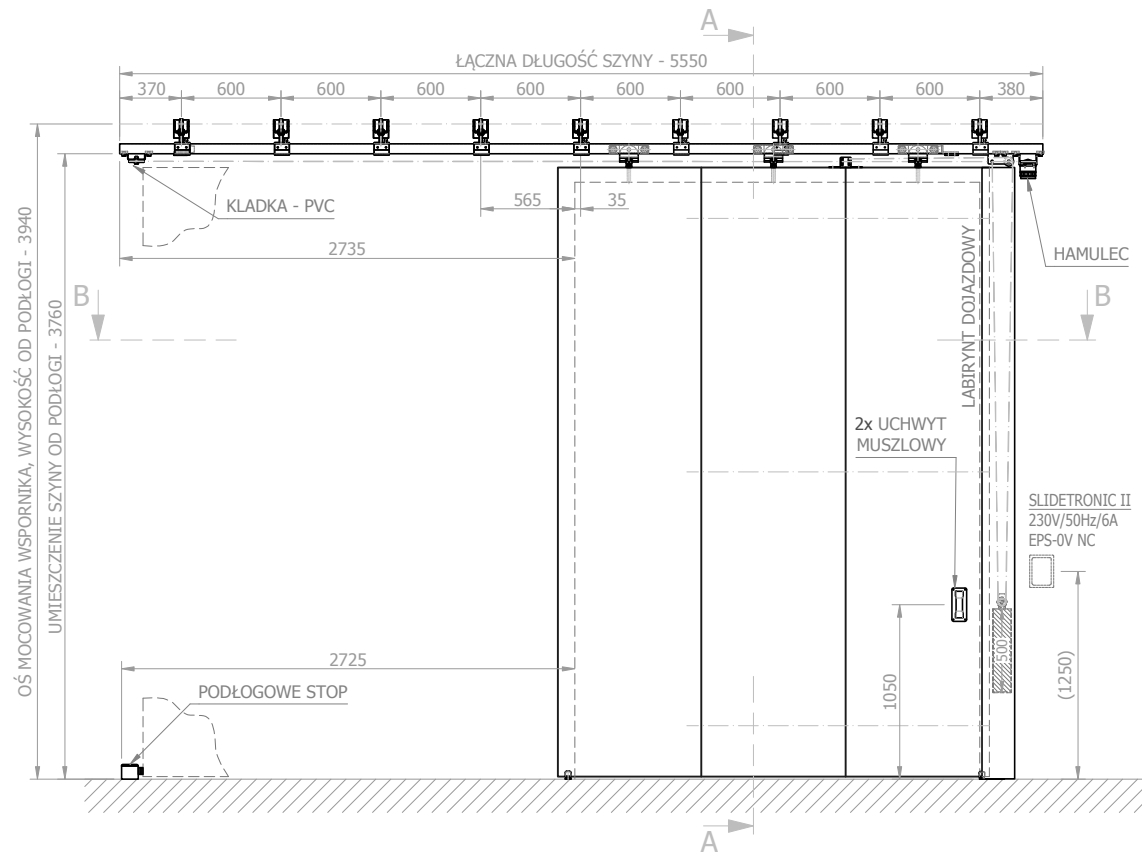 A
ŁĄCZNA DŁUGOŚĆ SZYNY - 5550
370 600 600 600 600 600 600 600 600 380
KLADKA - PVC
565 35
2735
HAMULEC
OŚ MOCOWANIA WSPORNIKA, WYSOKOŚĆ OD PODŁOGI - 3940
UMIESZCZENIE SZYNY OD PODŁOGI - 3760
LABIRYNT DOJAZDOWY
B B
2x UCHWYT
MUSZLOWY
SLIDETRONIC II
230V/50Hz/6A
EPS-0V NC
500
2725
1050
(1250)
PODŁOGOWE STOP
A